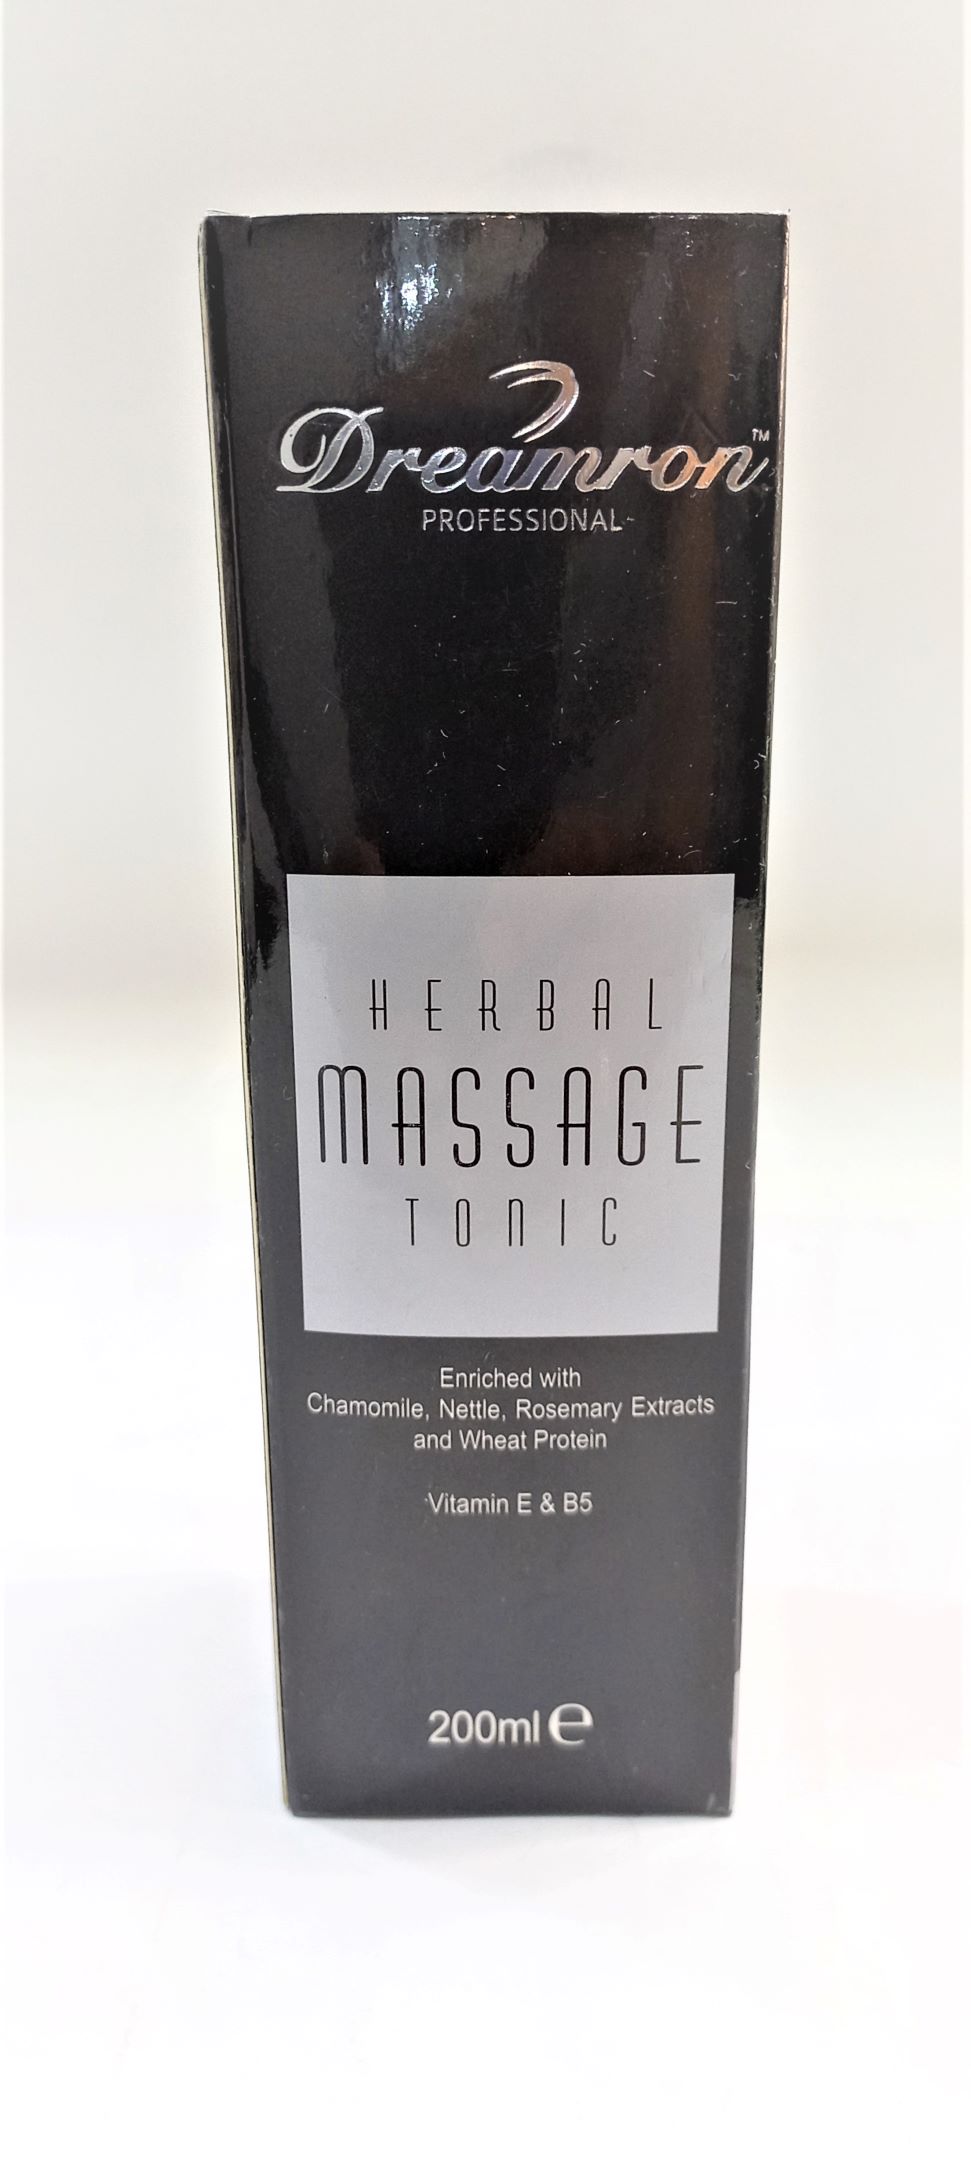 Dreamron™
PROFESSIONAL
HERBAL
MASSAGE
TONIC
Enriched with
Chamomile, Nettle, Rosemary Extracts
and Wheat Protein
Vitamin E & B5
200ml ℮